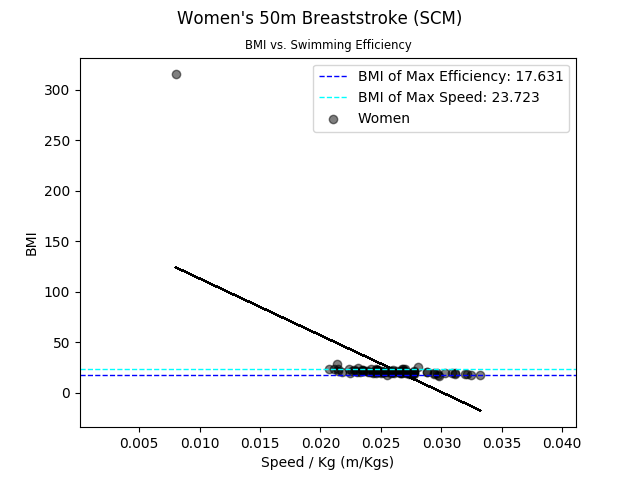 Women's 50m Breaststroke (SCM)
BMI vs. Swimming Efficiency
BMI of Max Efficiency: 17.631
BMI of Max Speed: 23.723
Women
BMI
300
250
200
150
100
50
0
0.005 0.010 0.015 0.020 0.025 0.030 0.035 0.040
Speed / Kg (m/Kgs)